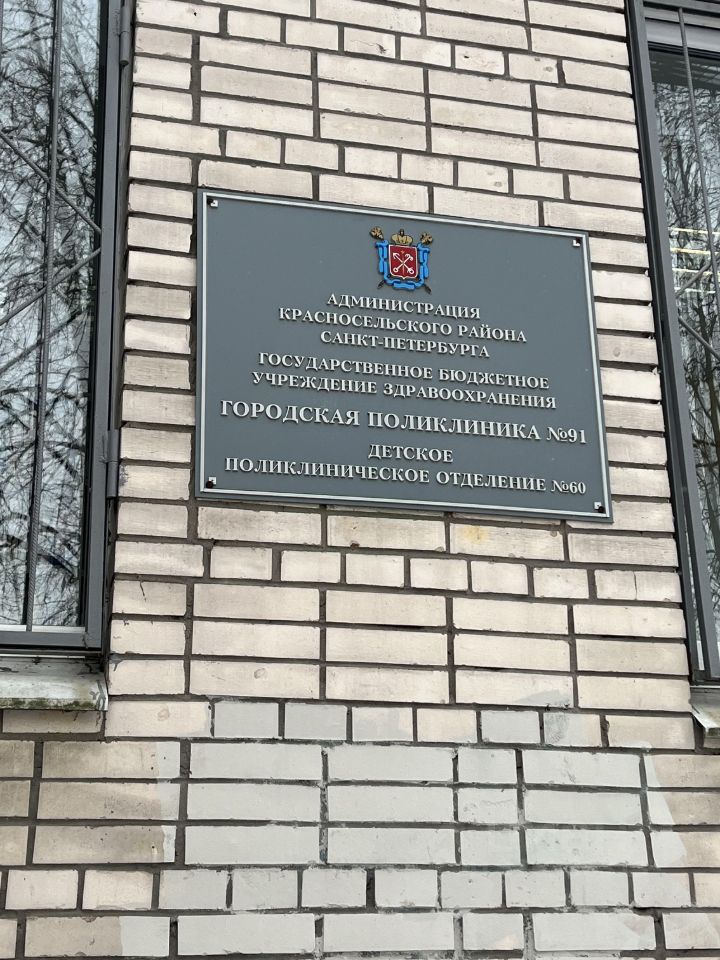 АДМИНИСТРАЦИЯ
КРАСНОСЕЛЬСКОГО РАЙОНА
САНКТ-ПЕТЕРБУРГА
ГОСУДАРСТВЕННОЕ БЮДЖЕТНОЕ
УЧРЕЖДЕНИЕ ЗДРАВООХРАНЕНИЯ
ГОРОДСКАЯ ПОЛИКЛИНИКА №91
ДЕТСКОЕ
ПОЛИКЛИНИЧЕСКОЕ ОТДЕЛЕНИЕ №60